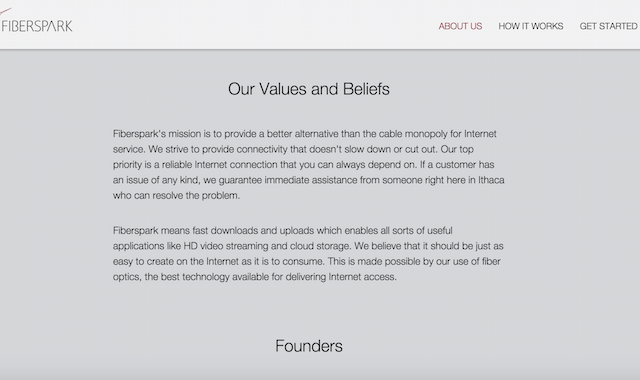 FIBERSPARK
ABOUT US HOW IT WORKS GET STARTED
Our Values and Beliefs
Fiberspark's mission is to provide a better alternative than the cable monopoly for Internet
service. We strive to provide connectivity that doesn't slow down or cut out. Our top
priority is a reliable Internet connection that you can always depend on. If a customer has
an issue of any kind, we guarantee immediate assistance from someone right here in Ithaca
who can resolve the problem.
Fiberspark means fast downloads and uploads which enables all sorts of useful
applications like HD video streaming and cloud storage. We believe that it should be just as
easy to create on the Internet as it is to consume. This is made possible by our use of fiber
optics, the best technology available for delivering Internet access.
Founders